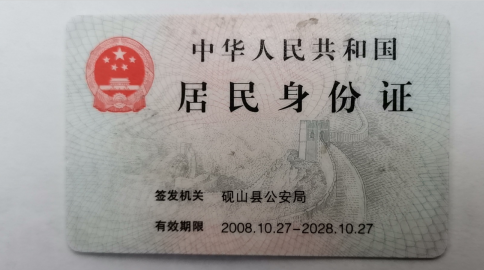 中华人民共和国
居民身份证
签发机关 砚山县公安局
有效期限 2008.10.27-2028.10.27